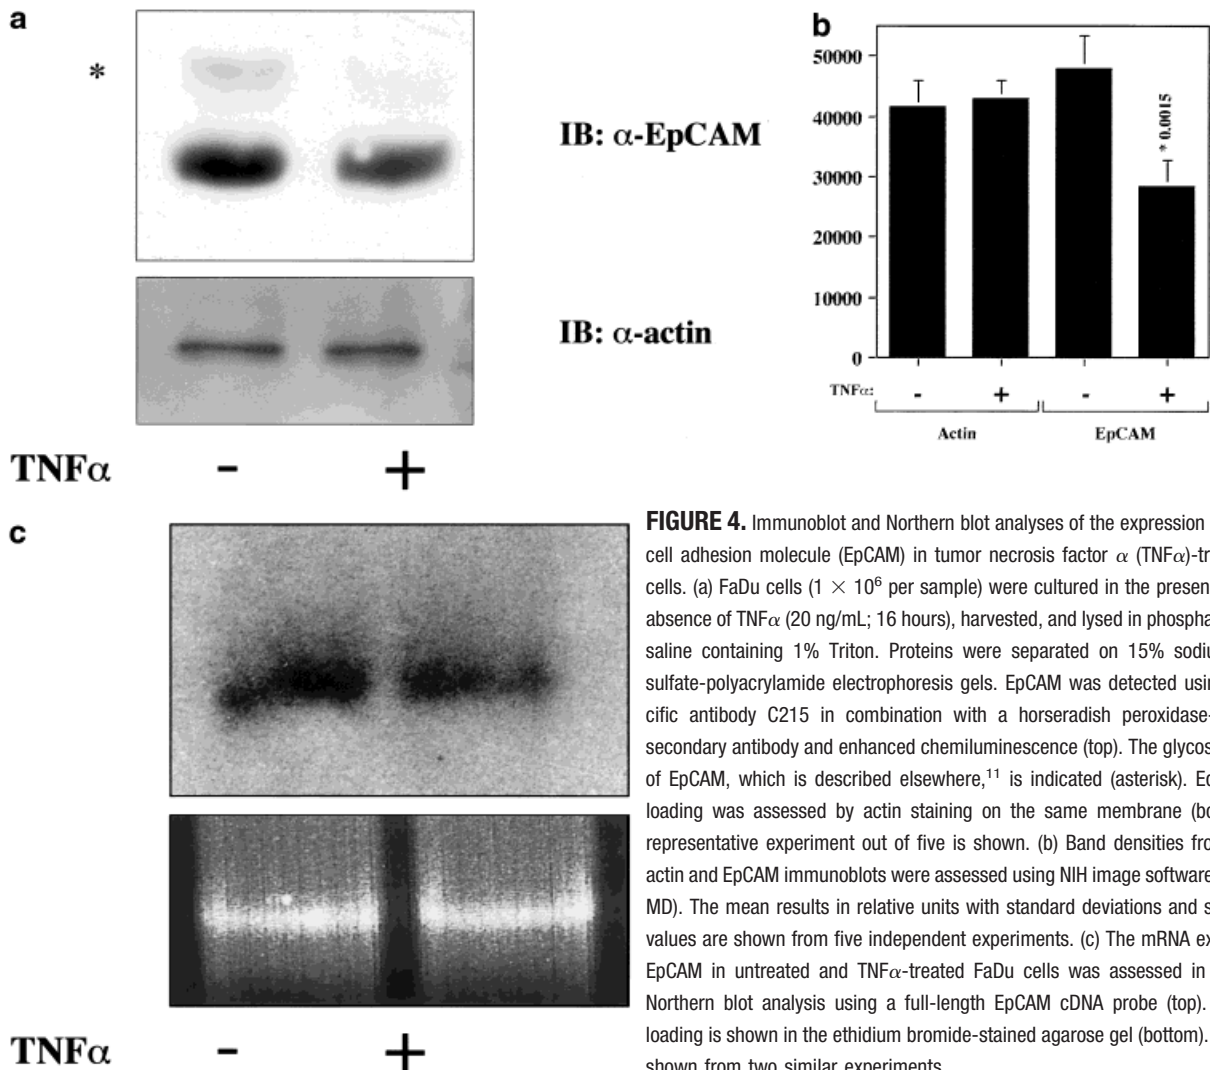 a
*
IB: α-EpCAM
IB: α-actin
TNFα - +
b
50000
40000
30000
20000
10000
0
* 0.0015
TNFα: - + - +
Actin EpCAM
c
TNFα - +
FIGURE 4. Immunoblot and Northern blot analyses of the expression
cell adhesion molecule (EpCAM) in tumor necrosis factor α (TNFα)-tr
cells. (a) FaDu cells (1 × 10⁶ per sample) were cultured in the presen
absence of TNFα (20 ng/mL; 16 hours), harvested, and lysed in phospha
saline containing 1% Triton. Proteins were separated on 15% sodiu
sulfate-polyacrylamide electrophoresis gels. EpCAM was detected usin
cific antibody C215 in combination with a horseradish peroxidase-
secondary antibody and enhanced chemiluminescence (top). The glycos
of EpCAM, which is described elsewhere,¹¹ is indicated (asterisk). Eq
loading was assessed by actin staining on the same membrane (bo
representative experiment out of five is shown. (b) Band densities fro
actin and EpCAM immunoblots were assessed using NIH image software
MD). The mean results in relative units with standard deviations and s
values are shown from five independent experiments. (c) The mRNA ex
EpCAM in untreated and TNFα-treated FaDu cells was assessed in
Northern blot analysis using a full-length EpCAM cDNA probe (top).
loading is shown in the ethidium bromide-stained agarose gel (bottom).
shown from two similar experiments